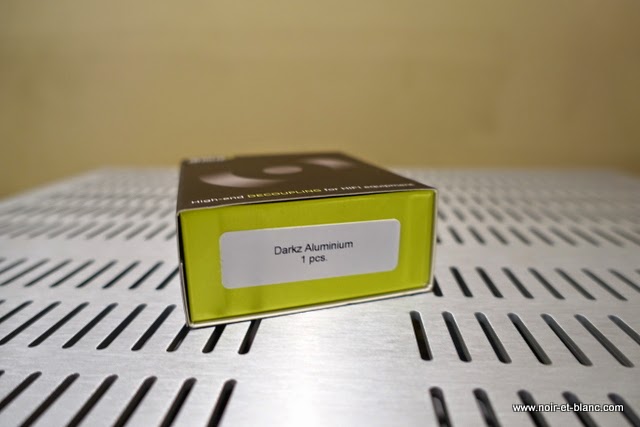 High-end DECOUPLING for HiFi equipment
Darkz Aluminium
1 pcs.
www.noir-et-blanc.com